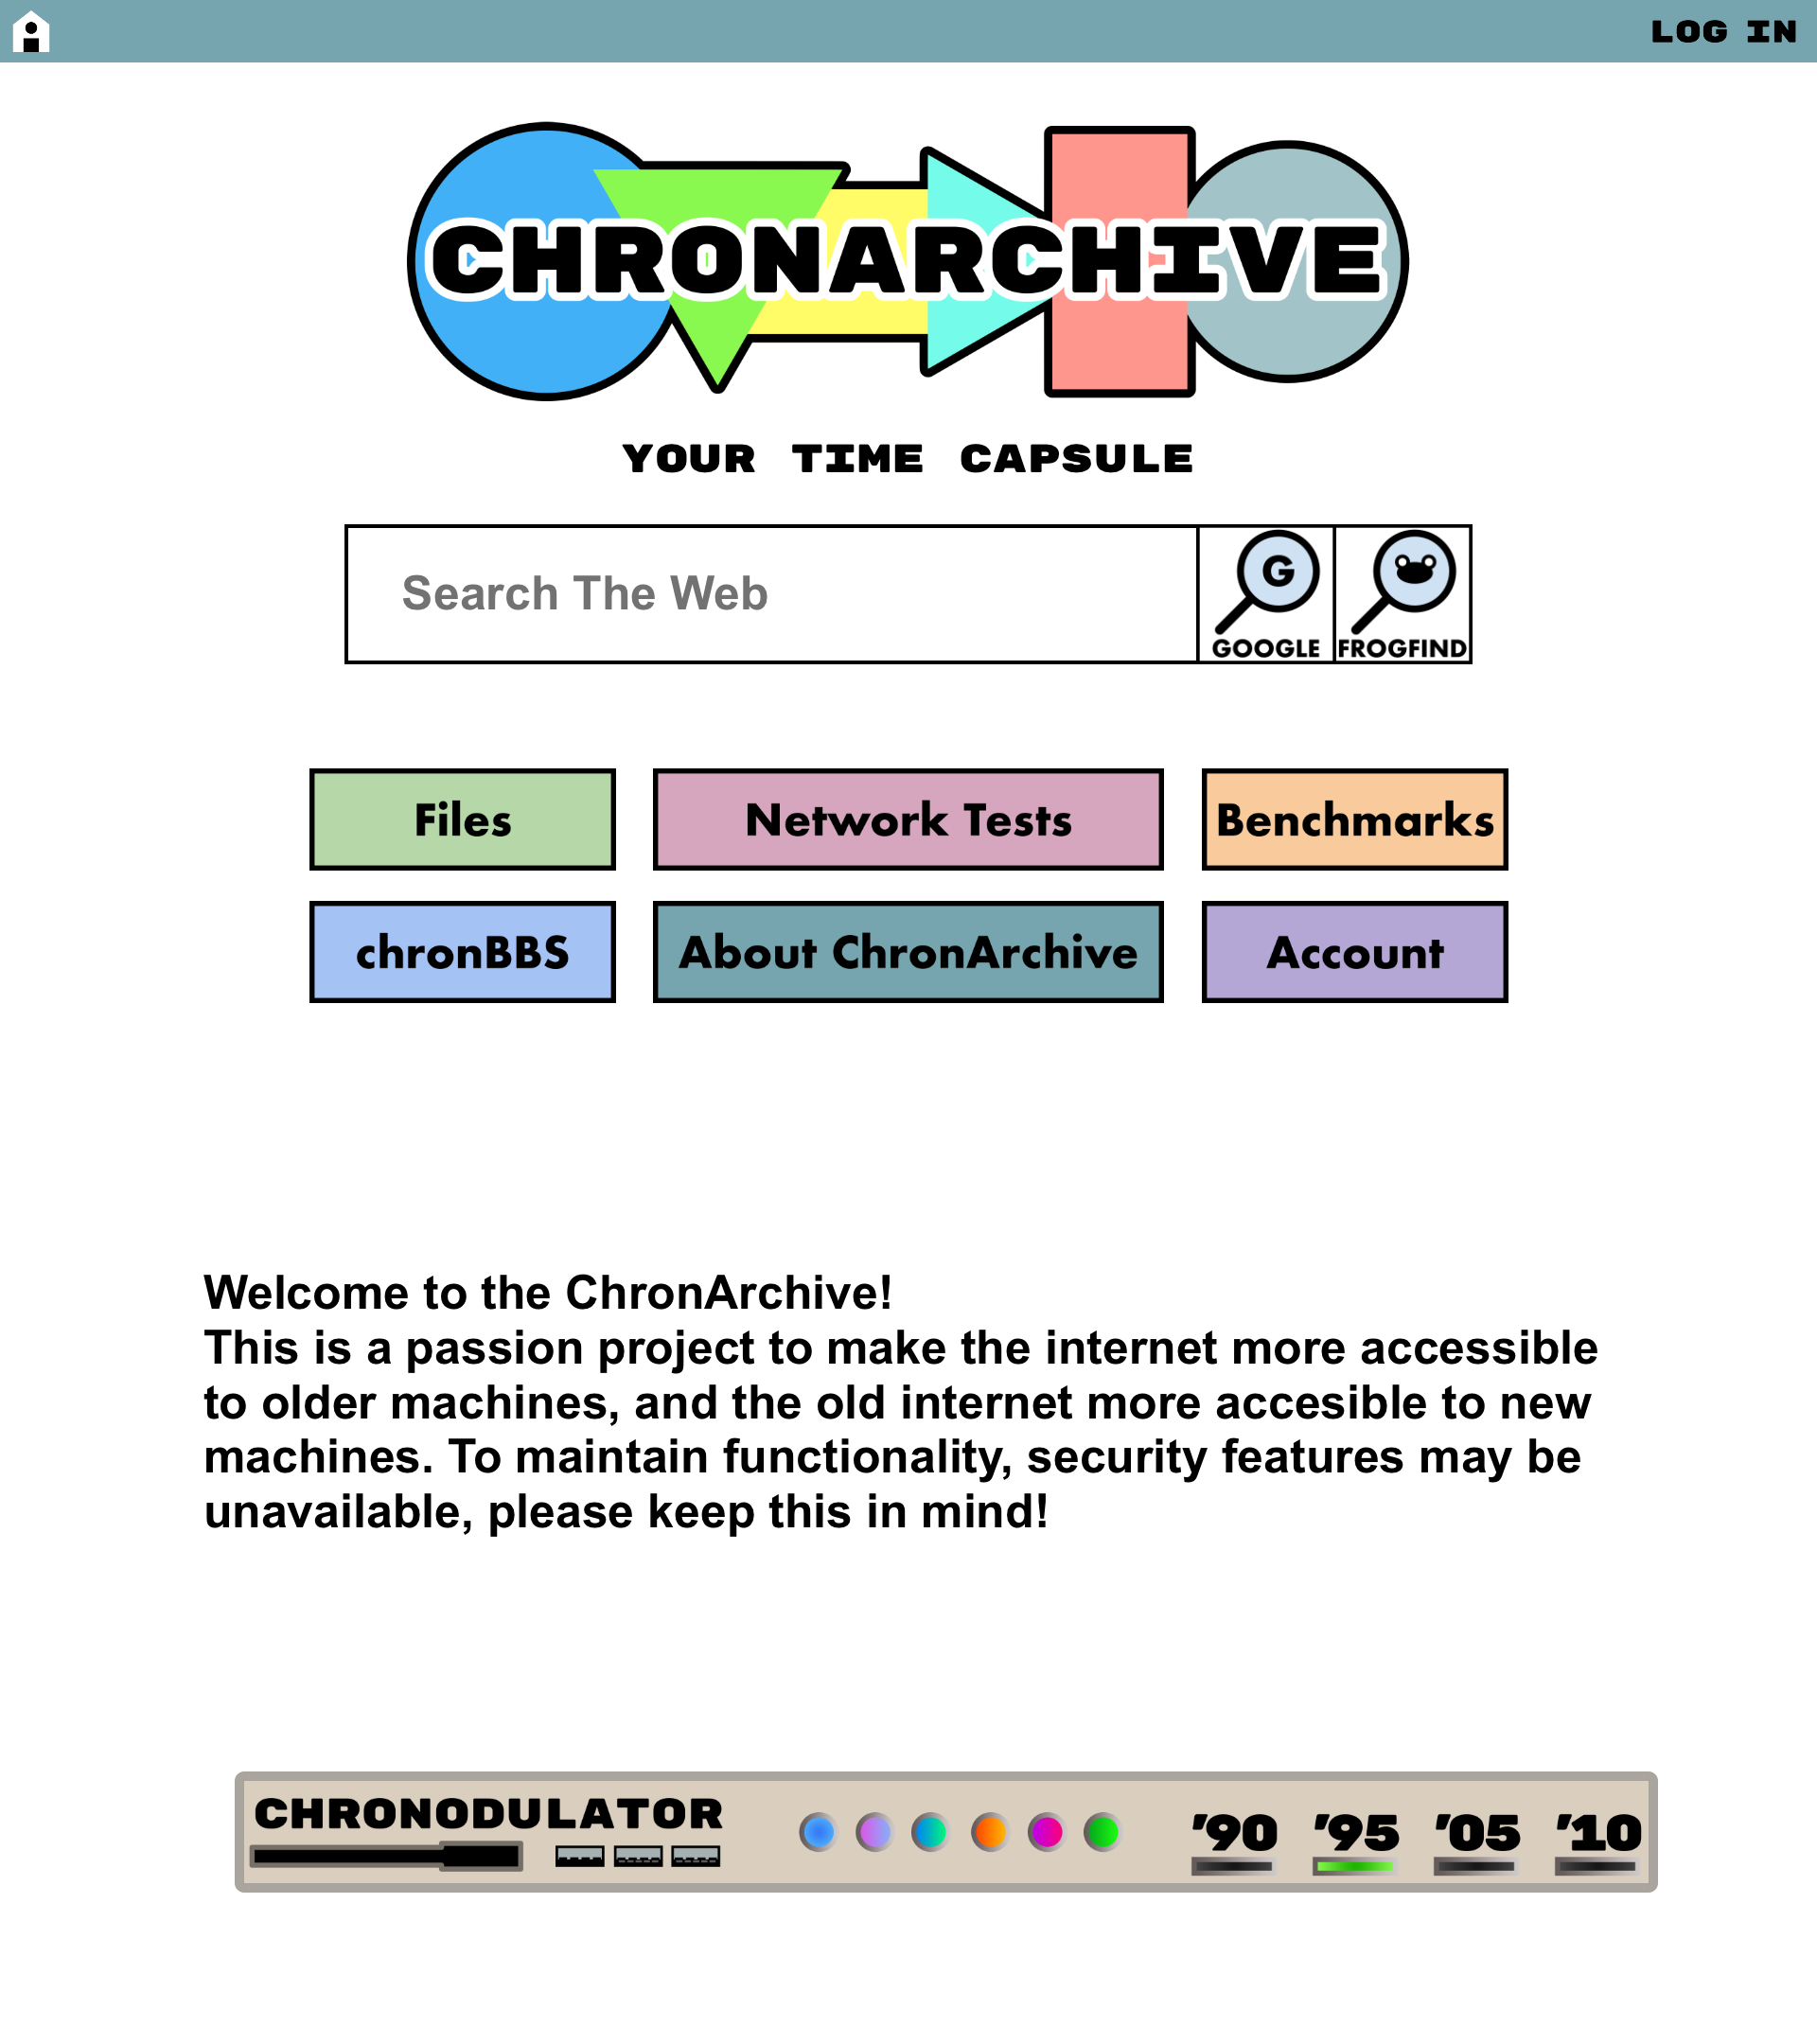 LOG IN
CHRONARCHIVE
YOUR TIME CAPSULE
Search The Web
G
GOOGLE
FROGFIND
Files
Network Tests
Benchmarks
chronBBS
About ChronArchive
Account
Welcome to the ChronArchive!
This is a passion project to make the internet more accessible
to older machines, and the old internet more accesible to new
machines. To maintain functionality, security features may be
unavailable, please keep this in mind!
CHRONODULATOR
'90 '95 '05 '10